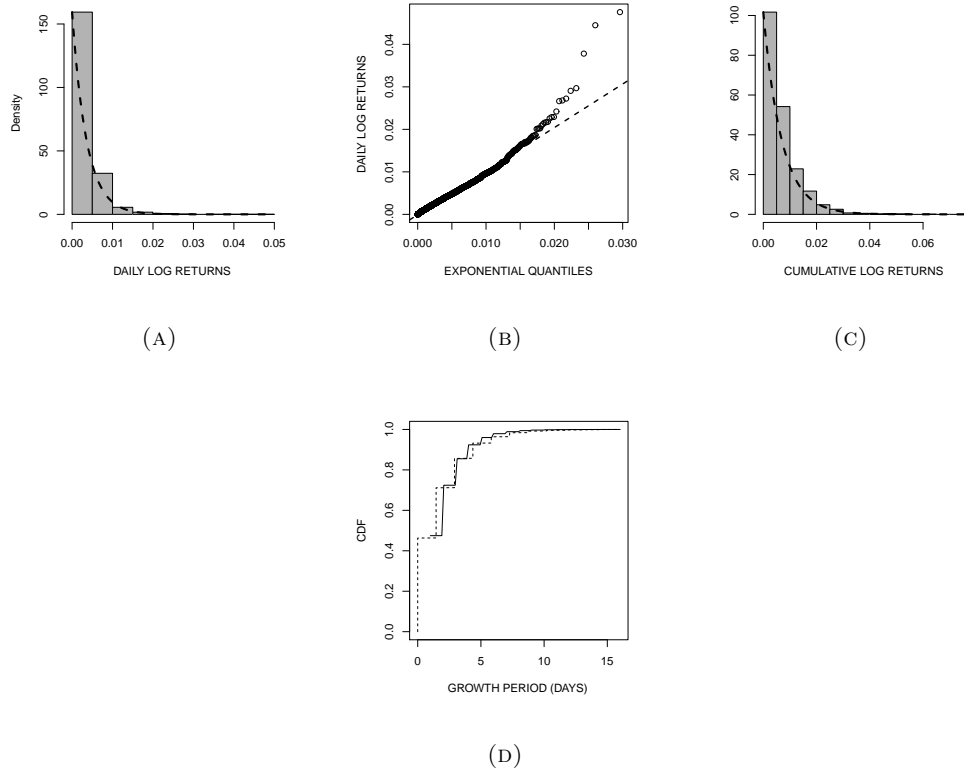 Density
0 50 100 150
0.00 0.01 0.02 0.03 0.04 0.05
DAILY LOG RETURNS
(A)
DAILY LOG RETURNS
0.00 0.01 0.02 0.03 0.04
0.000 0.010 0.020 0.030
EXPONENTIAL QUANTILES
(B)
0 20 40 60 80 100
0.00 0.02 0.04 0.06
CUMULATIVE LOG RETURNS
(C)
CDF
0.0 0.2 0.4 0.6 0.8 1.0
0 5 10 15
GROWTH PERIOD (DAYS)
(D)